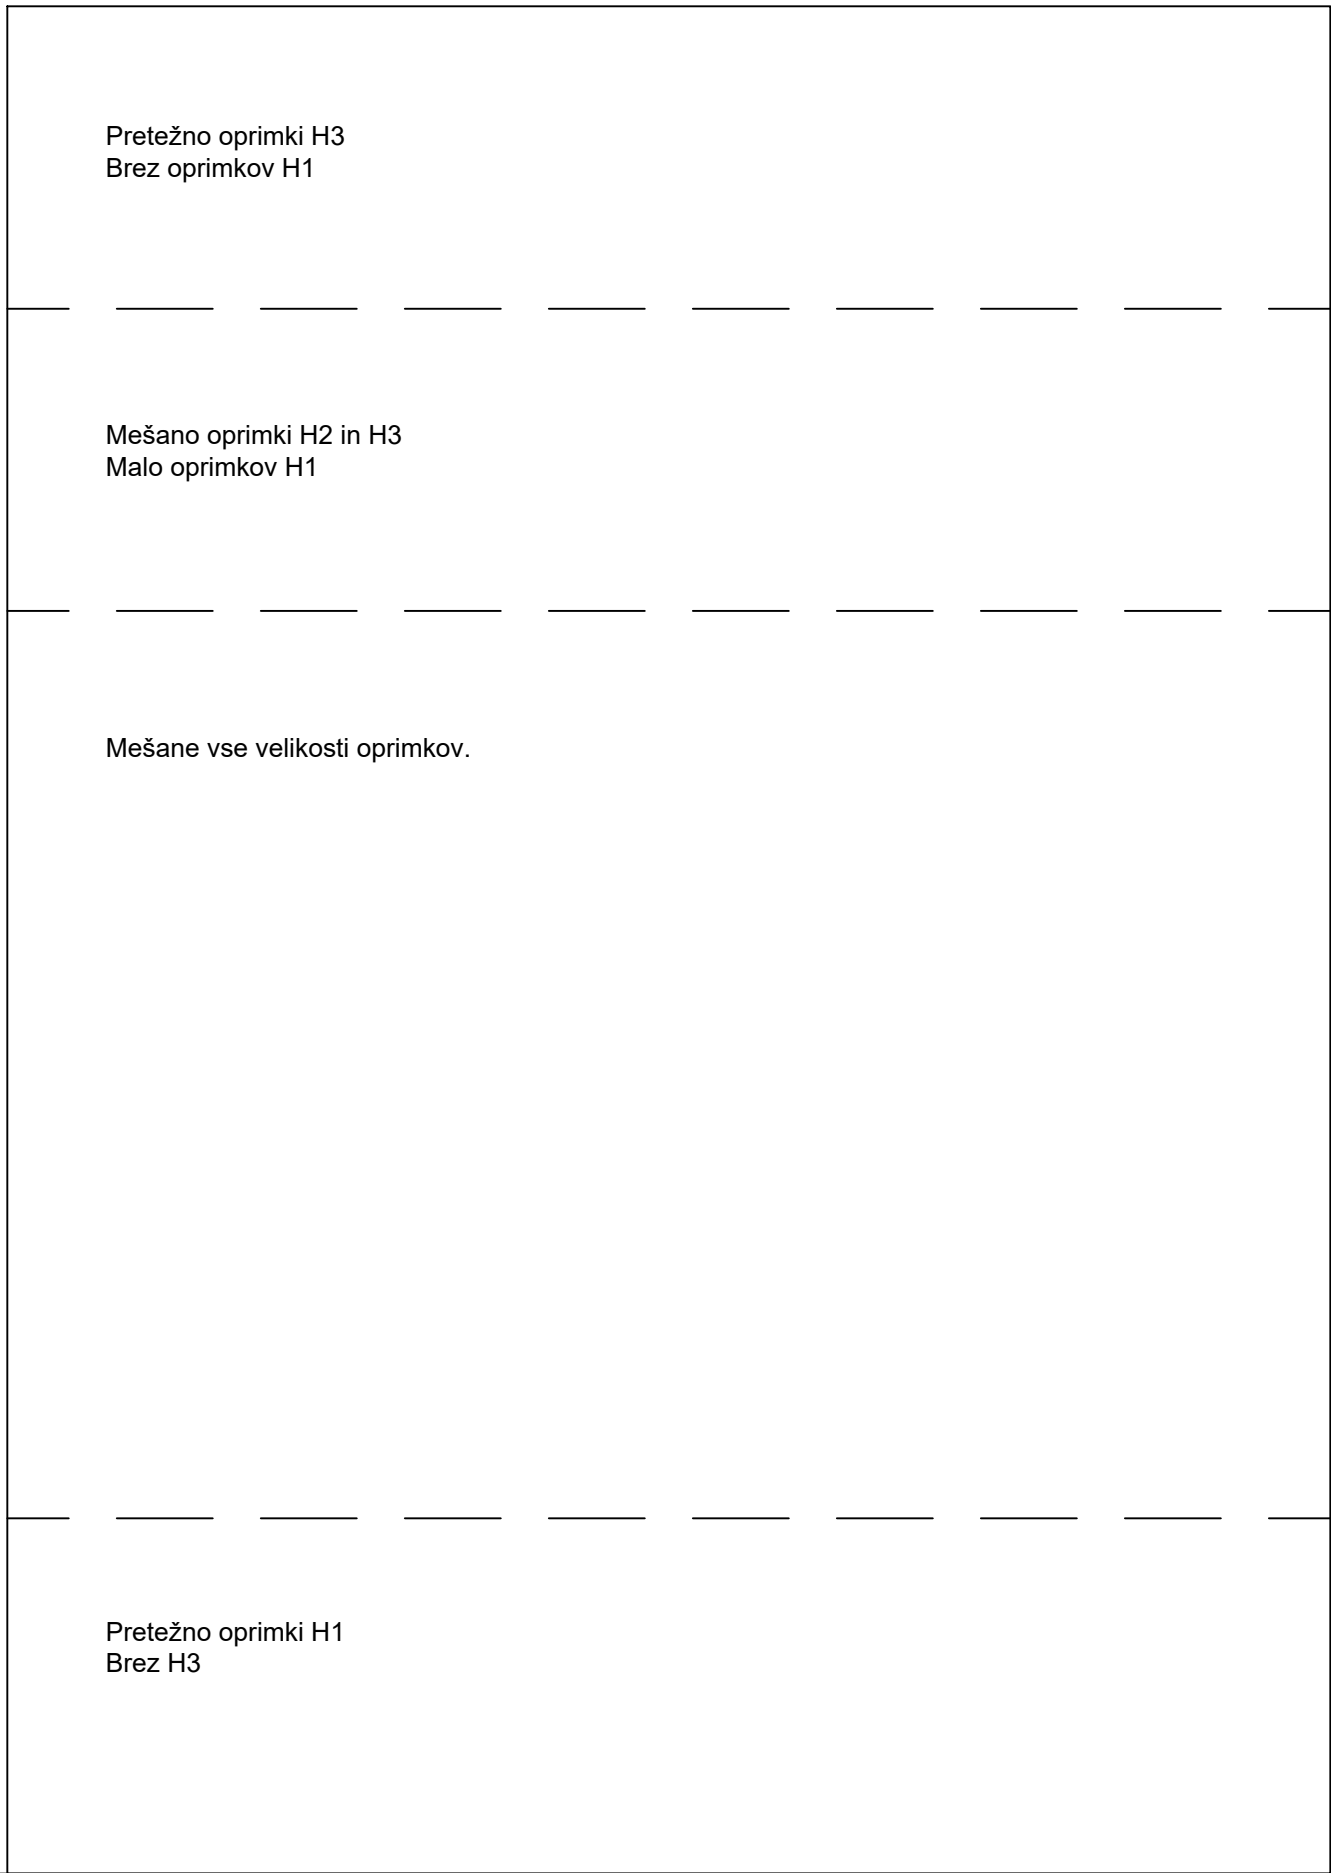 Pretežno oprimki H3
Brez oprimkov H1
Mešano oprimki H2 in H3
Malo oprimkov H1
Mešane vse velikosti oprimkov.
Pretežno oprimki H1
Brez H3